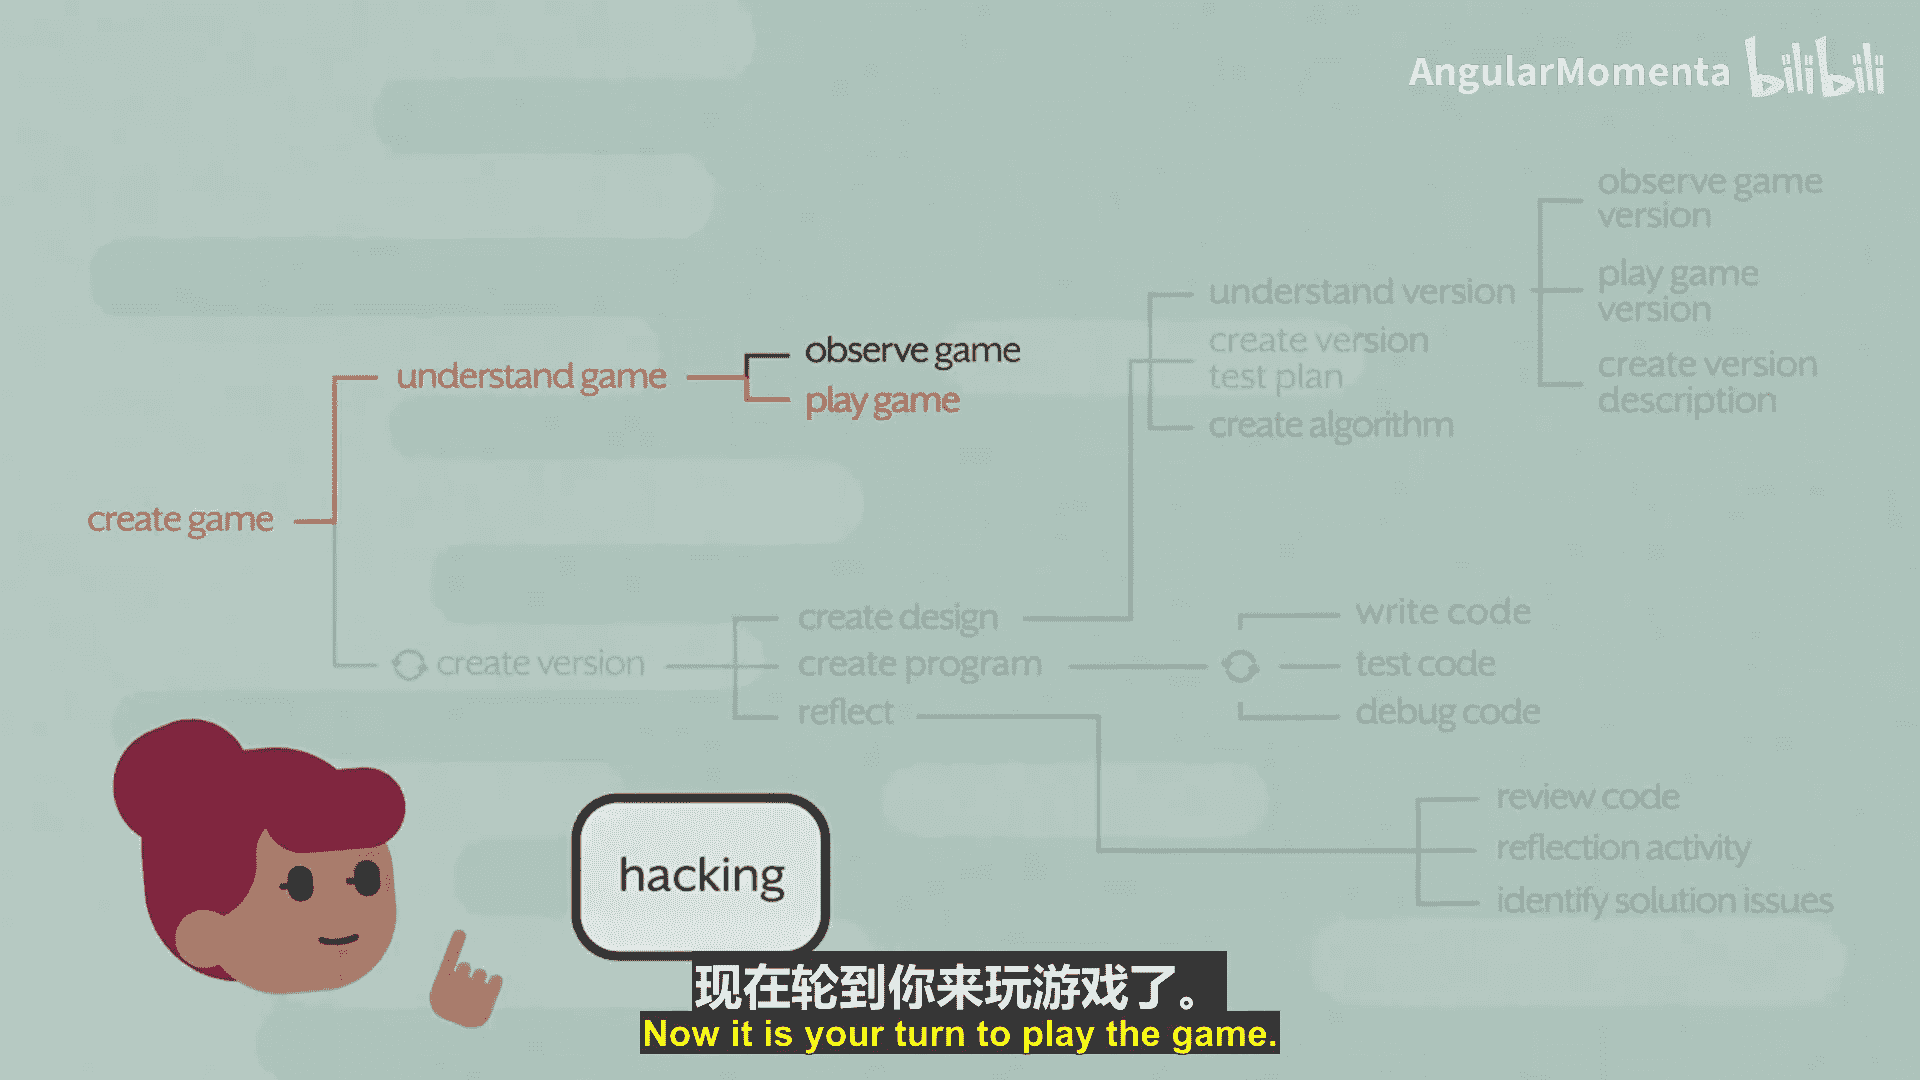 AngularMomenta bilibili
observe game
version
play game
version
create version
description
understand version
create version
test plan
create algorithm
observe game
play game
understand game
create game
create version
create design
create program
reflect
write code
test code
debug code
review code
reflection activity
identify solution issues
hacking
现在轮到你来玩游戏了。
Now it is your turn to play the game.